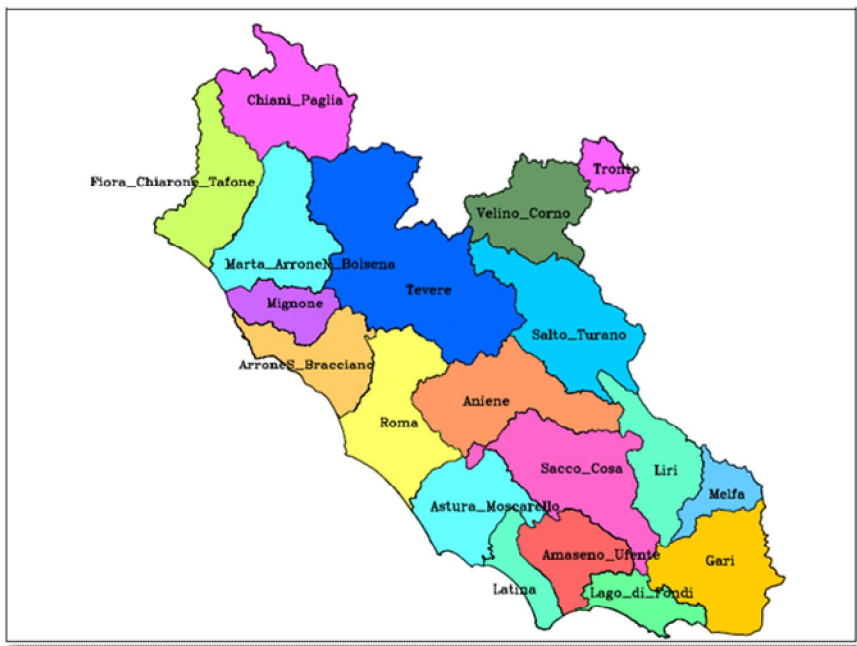 Chiani_Paglia
Tronto
Fiora_Chiarone_Tafone
Velino_Corno
Marta_ArroneN_Bolsena
Tevere
Mignone
Salto_Turano
ArroneS_Bracciano
Aniene
Roma
Sacco_Cosa
Liri
Melfa
Astura_Moscarello
Amaseno_Ufente
Gari
Latina
Lago_di_Fondi